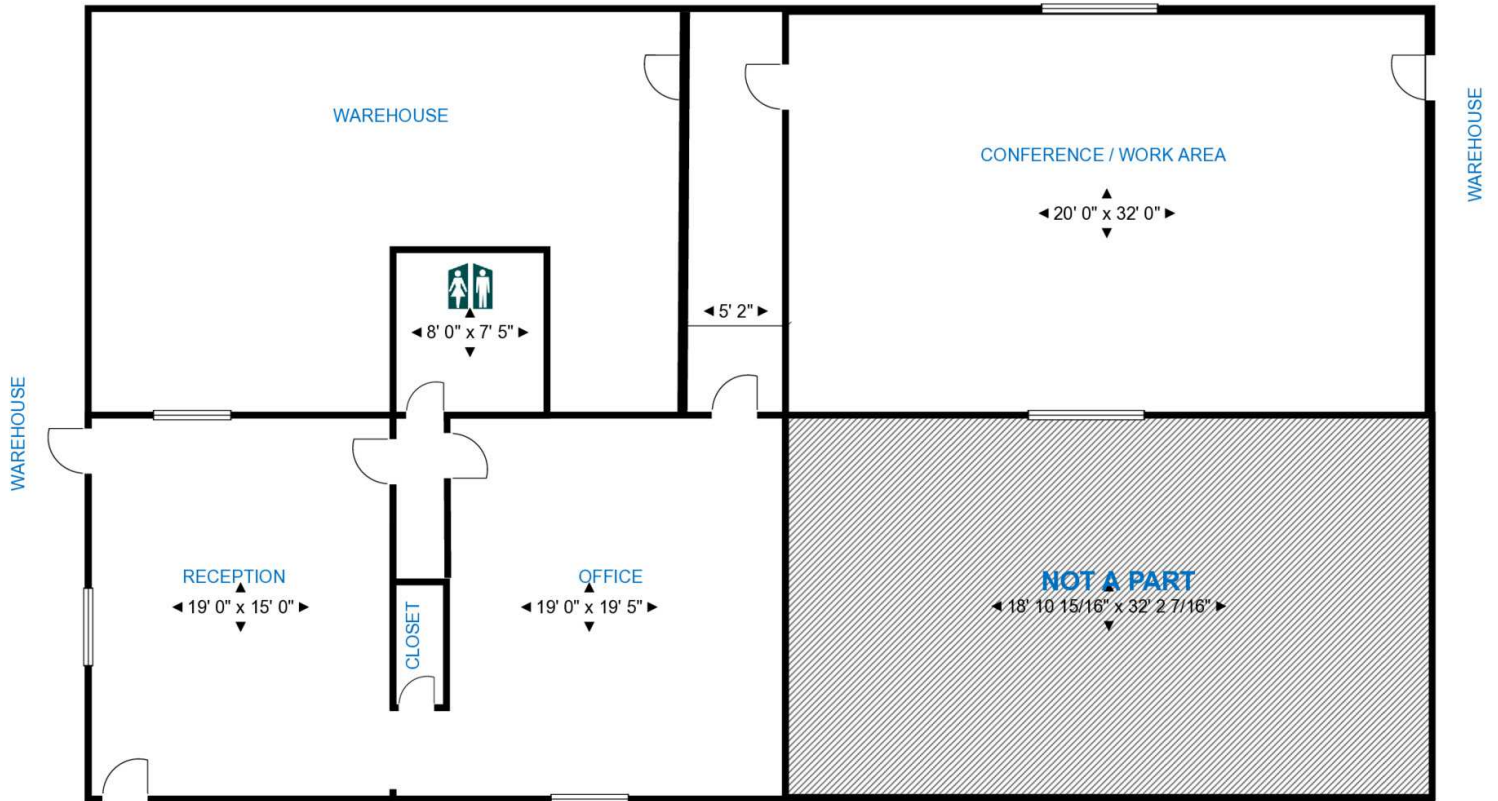 WAREHOUSE
CONFERENCE / WORK AREA
20' 0" x 32' 0"
WAREHOUSE
8' 0" x 7' 5"
5' 2"
WAREHOUSE
RECEPTION
19' 0" x 15' 0"
CLOSET
OFFICE
19' 0" x 19' 5"
NOT A PART
18' 10 15/16" x 32' 2 7/16"